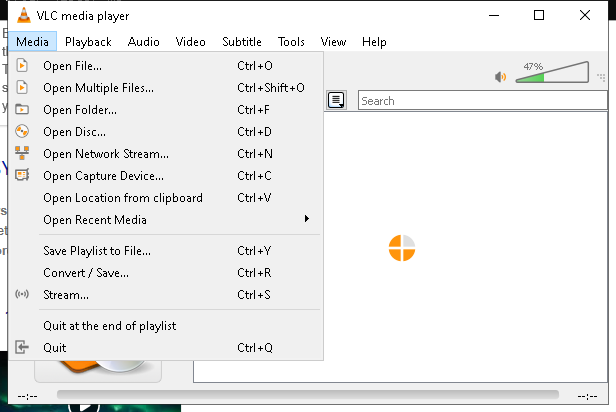 VLC media player
Media Playback Audio Video Subtitle Tools View Help
Open File... Ctrl+O
Open Multiple Files... Ctrl+Shift+O
Open Folder... Ctrl+F
Open Disc... Ctrl+D
Open Network Stream... Ctrl+N
Open Capture Device... Ctrl+C
Open Location from clipboard Ctrl+V
Open Recent Media
Save Playlist to File... Ctrl+Y
Convert / Save... Ctrl+R
Stream... Ctrl+S
Quit at the end of playlist
Quit Ctrl+Q
47%
Search
--:-- --:--